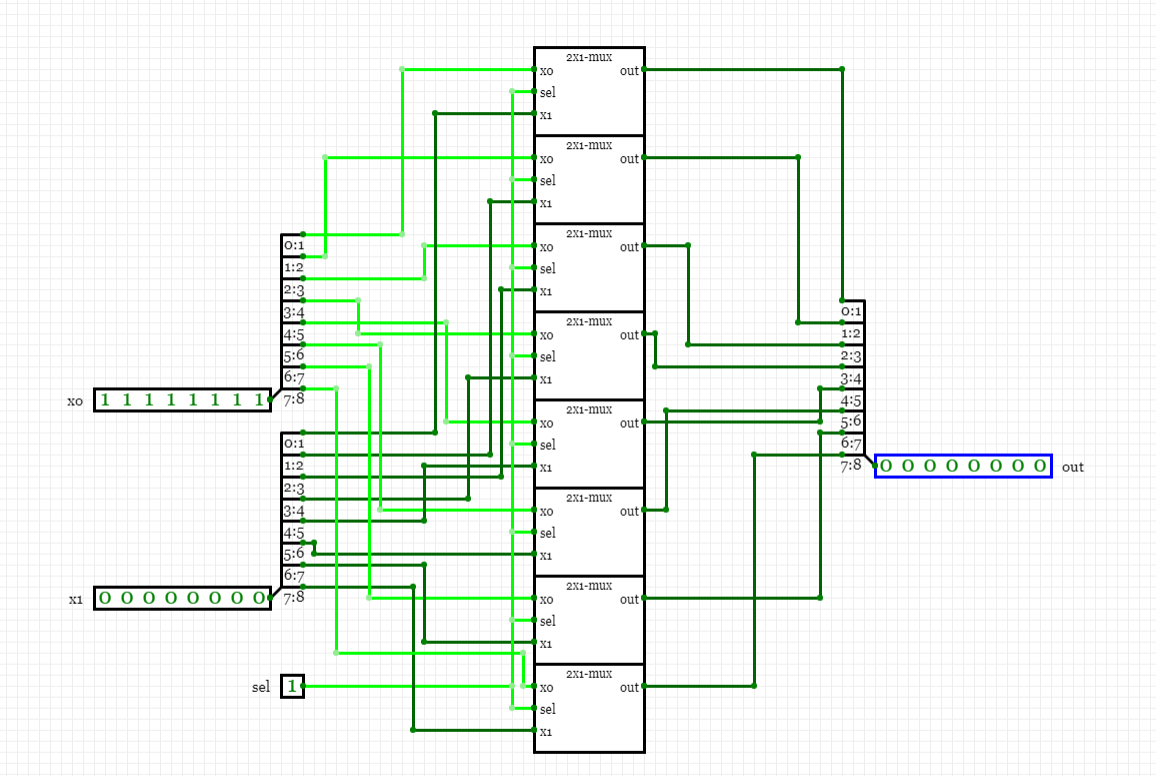 2x1-mux
xo out
sel
x1
2x1-mux
xo out
sel
x1
2x1-mux
xo out
sel
x1
2x1-mux
xo out
sel
x1
2x1-mux
xo out
sel
x1
2x1-mux
xo out
sel
x1
2x1-mux
xo out
sel
x1
2x1-mux
xo out
sel
x1
0:1
1:2
2:3
3:4
4:5
5:6
6:7
7:8
xo 1 1 1 1 1 1 1 1
0:1
1:2
2:3
3:4
4:5
5:6
6:7
7:8
x1 0 0 0 0 0 0 0 0
sel 1
0:1
1:2
2:3
3:4
4:5
5:6
6:7
7:8
0 0 0 0 0 0 0 0 out